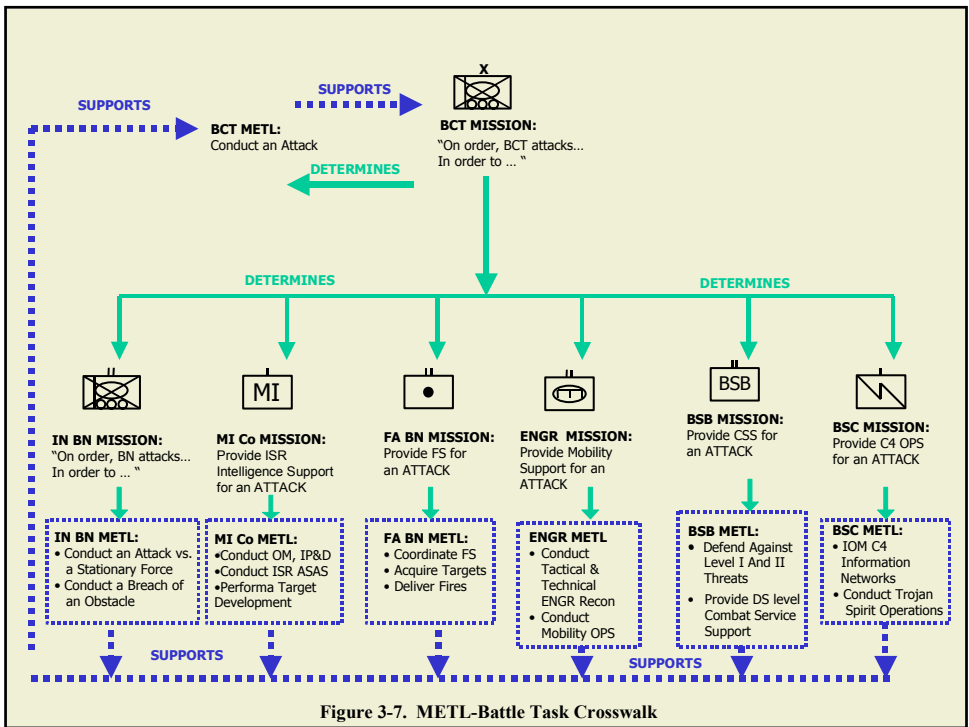 X
SUPPORTS
SUPPORTS
BCT METL:
Conduct an Attack
BCT MISSION:
"On order, BCT attacks…
In order to … "
DETERMINES
DETERMINES
DETERMINES
II
IN BN MISSION:
"On order, BN attacks…
In order to … "
IN BN METL:
• Conduct an Attack vs.
a Stationary Force
• Conduct a Breach of
an Obstacle
I
MI
MI Co MISSION:
Provide ISR
Intelligence Support
for an ATTACK
MI Co METL:
•Conduct OM, IP&D
•Conduct ISR ASAS
•Performa Target
Development
II
FA BN MISSION:
Provide FS for
an ATTACK
FA BN METL:
• Coordinate FS
• Acquire Targets
• Deliver Fires
II
ENGR MISSION:
Provide Mobility
Support for an
ATTACK
ENGR METL
• Conduct
Tactical &
Technical
ENGR Recon
• Conduct
Mobility OPS
II
BSB
BSB MISSION:
Provide CSS for
an ATTACK
BSB METL:
• Defend Against
Level I And II
Threats
• Provide DS level
Combat Service
Support
I
BSC MISSION:
Provide C4 OPS
for an ATTACK
BSC METL:
• IOM C4
Information
Networks
• Conduct Trojan
Spirit Operations
SUPPORTS
SUPPORTS
Figure 3-7. METL-Battle Task Crosswalk